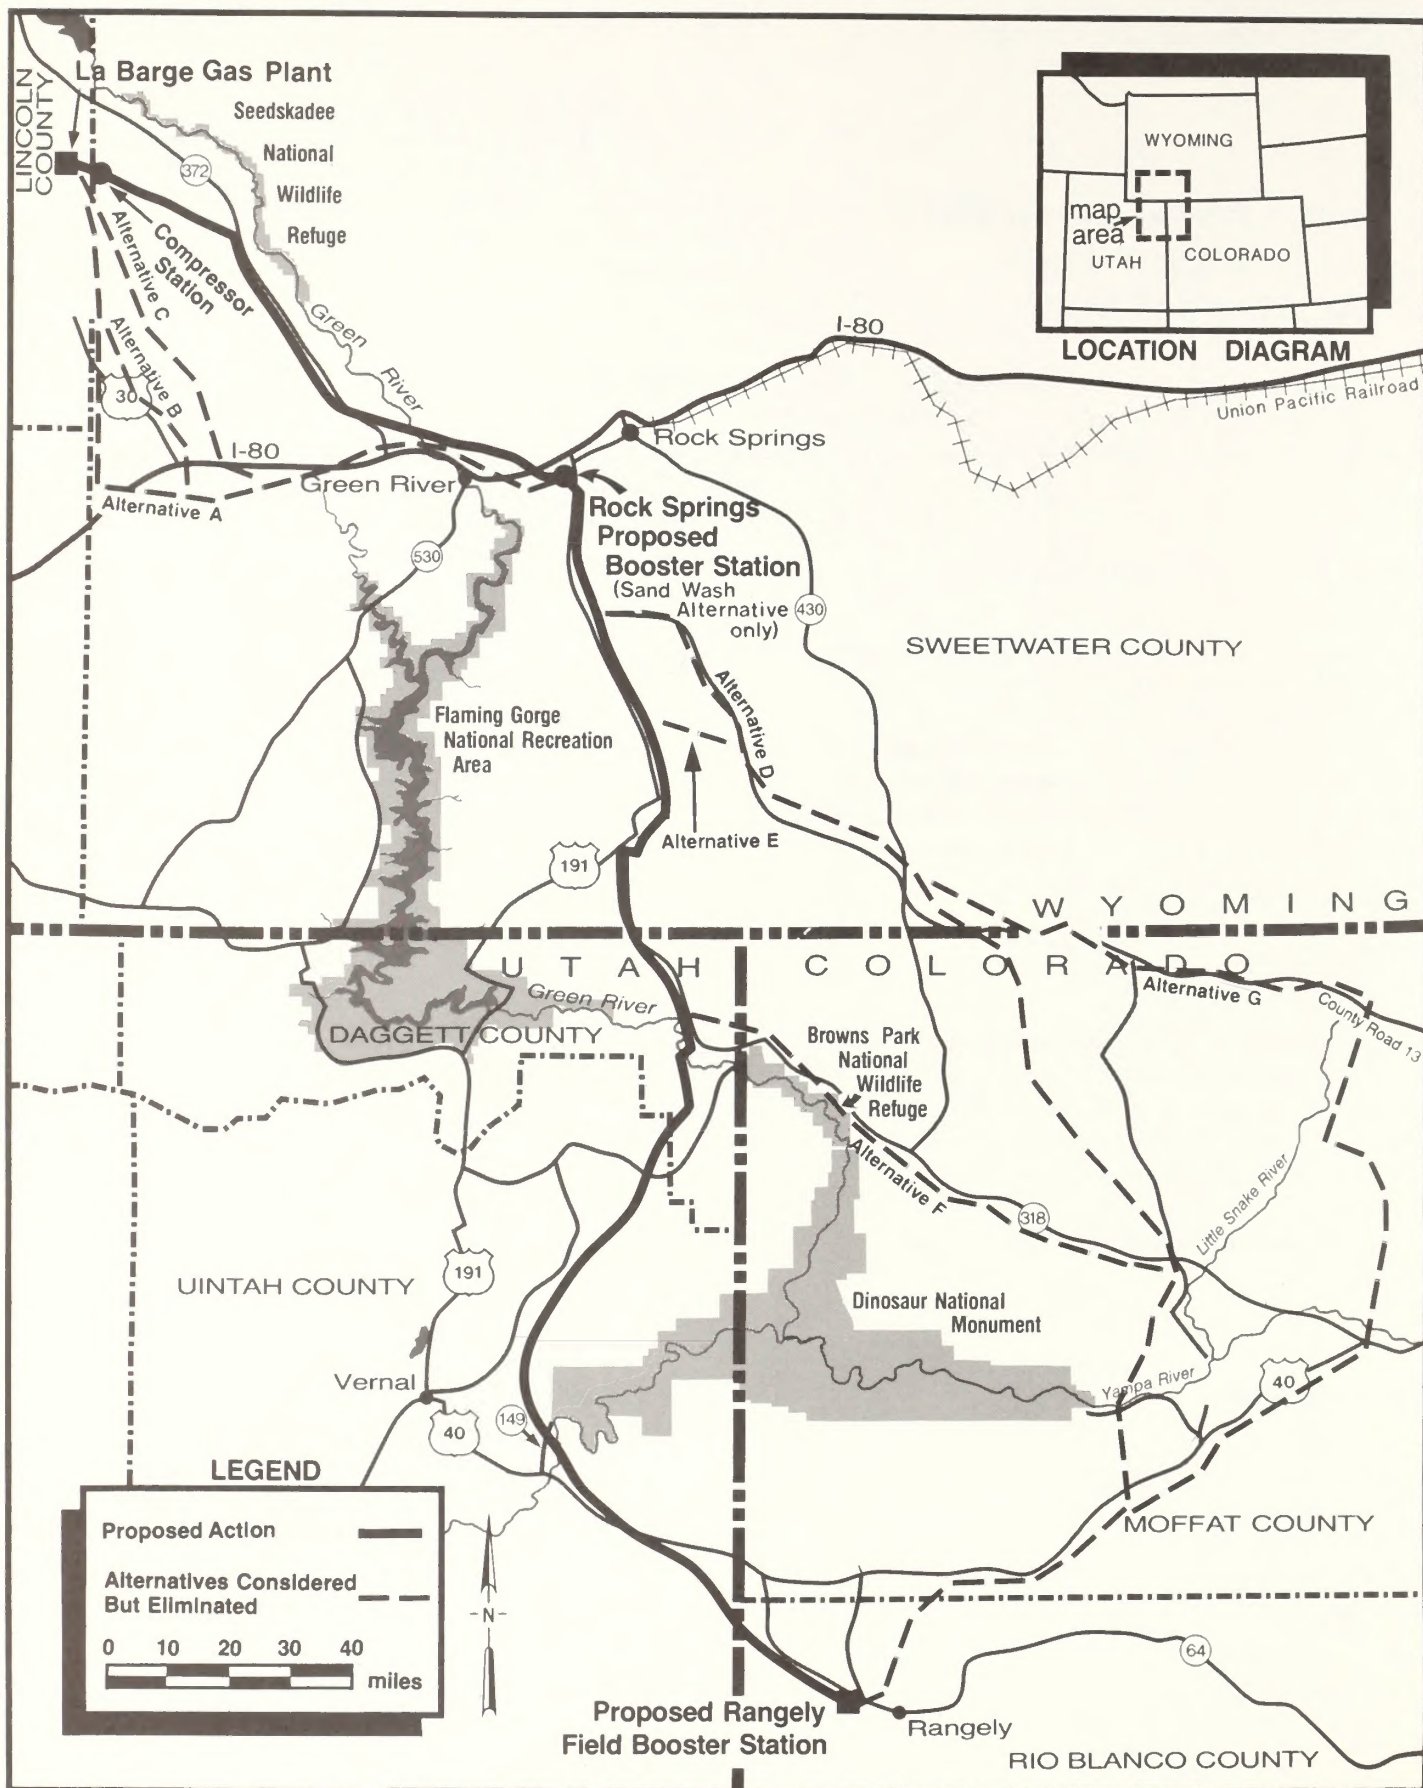 La Barge Gas Plant
LINCOLN
COUNTY
Seedskadee
National
Wildlife
Refuge
372
Compressor
Station
Alternative C
Alternative B
30
Green
River
I-80
Alternative A
Green River
I-80
Rock Springs
Union Pacific Railroad
WYOMING
map
area
UTAH
COLORADO
LOCATION DIAGRAM
Rock Springs
Proposed
Booster Station
(Sand Wash
Alternative
only)
430
530
SWEETWATER COUNTY
Flaming Gorge
National Recreation
Area
Alternative D
Alternative E
191
WYOMING
UTAH
COLORADO
Green River
DAGGETT COUNTY
Alternative G
County Road 13
Browns Park
National
Wildlife
Refuge
Alternative F
318
Little Snake River
UINTAH COUNTY
191
Dinosaur National
Monument
Vernal
40
149
Yampa River
40
MOFFAT COUNTY
LEGEND
Proposed Action
Alternatives Considered
But Eliminated
0 10 20 30 40
miles
-N-
64
Proposed Rangely
Field Booster Station
Rangely
RIO BLANCO COUNTY